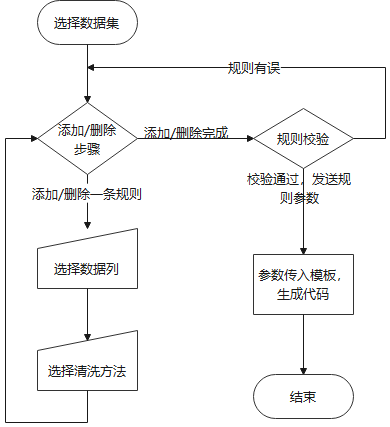 选择数据集
规则有误
添加/删除
步骤
添加/删除完成
规则校验
添加/删除一条规则
校验通过，发送规
则参数
选择数据列
参数传入模板，
生成代码
选择清洗方法
结束